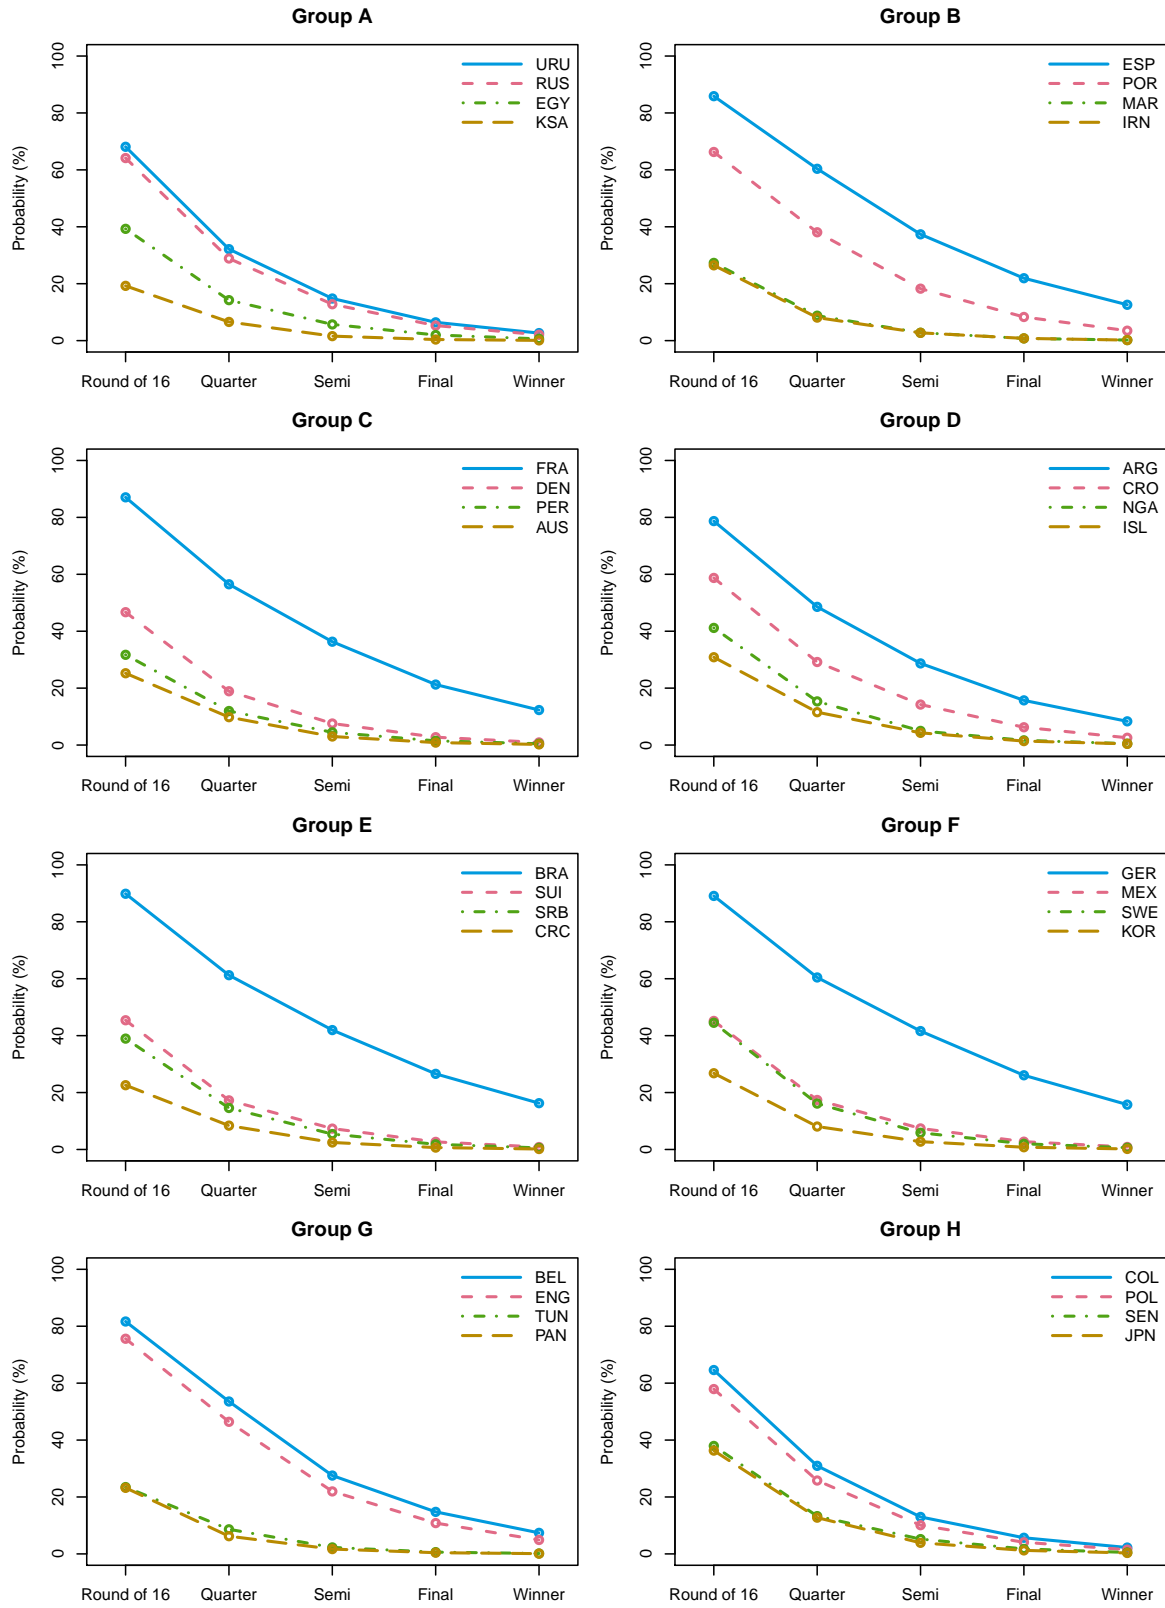 Group A
Probability (%)
100
80
60
40
20
0
URU
RUS
EGY
KSA
Round of 16 Quarter Semi Final Winner
Group B
Probability (%)
100
80
60
40
20
0
ESP
POR
MAR
IRN
Round of 16 Quarter Semi Final Winner
Group C
Probability (%)
100
80
60
40
20
0
FRA
DEN
PER
AUS
Round of 16 Quarter Semi Final Winner
Group D
Probability (%)
100
80
60
40
20
0
ARG
CRO
NGA
ISL
Round of 16 Quarter Semi Final Winner
Group E
Probability (%)
100
80
60
40
20
0
BRA
SUI
SRB
CRC
Round of 16 Quarter Semi Final Winner
Group F
Probability (%)
100
80
60
40
20
0
GER
MEX
SWE
KOR
Round of 16 Quarter Semi Final Winner
Group G
Probability (%)
100
80
60
40
20
0
BEL
ENG
TUN
PAN
Round of 16 Quarter Semi Final Winner
Group H
Probability (%)
100
80
60
40
20
0
COL
POL
SEN
JPN
Round of 16 Quarter Semi Final Winner